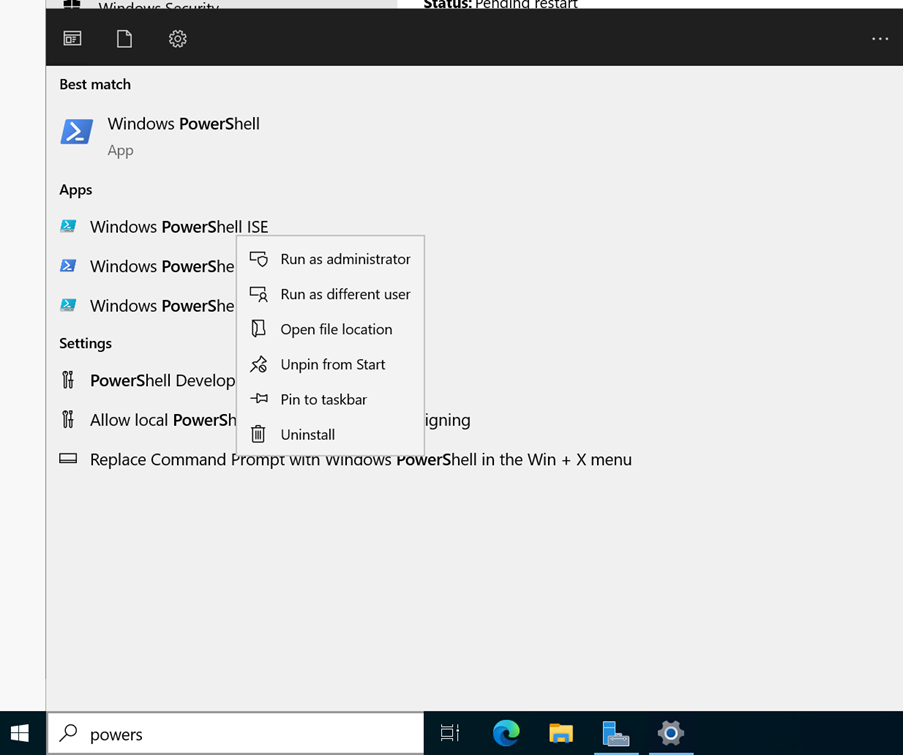 Windows Security
Status: Pending restart
Best match
Windows PowerShell
App
Apps
Windows PowerShell ISE
Windows PowerShe
Windows PowerShe
Run as administrator
Run as different user
Open file location
Unpin from Start
Pin to taskbar
Uninstall
Settings
PowerShell Develop
Allow local PowerSh igning
Replace Command Prompt with Windows PowerShell in the Win + X menu
powers